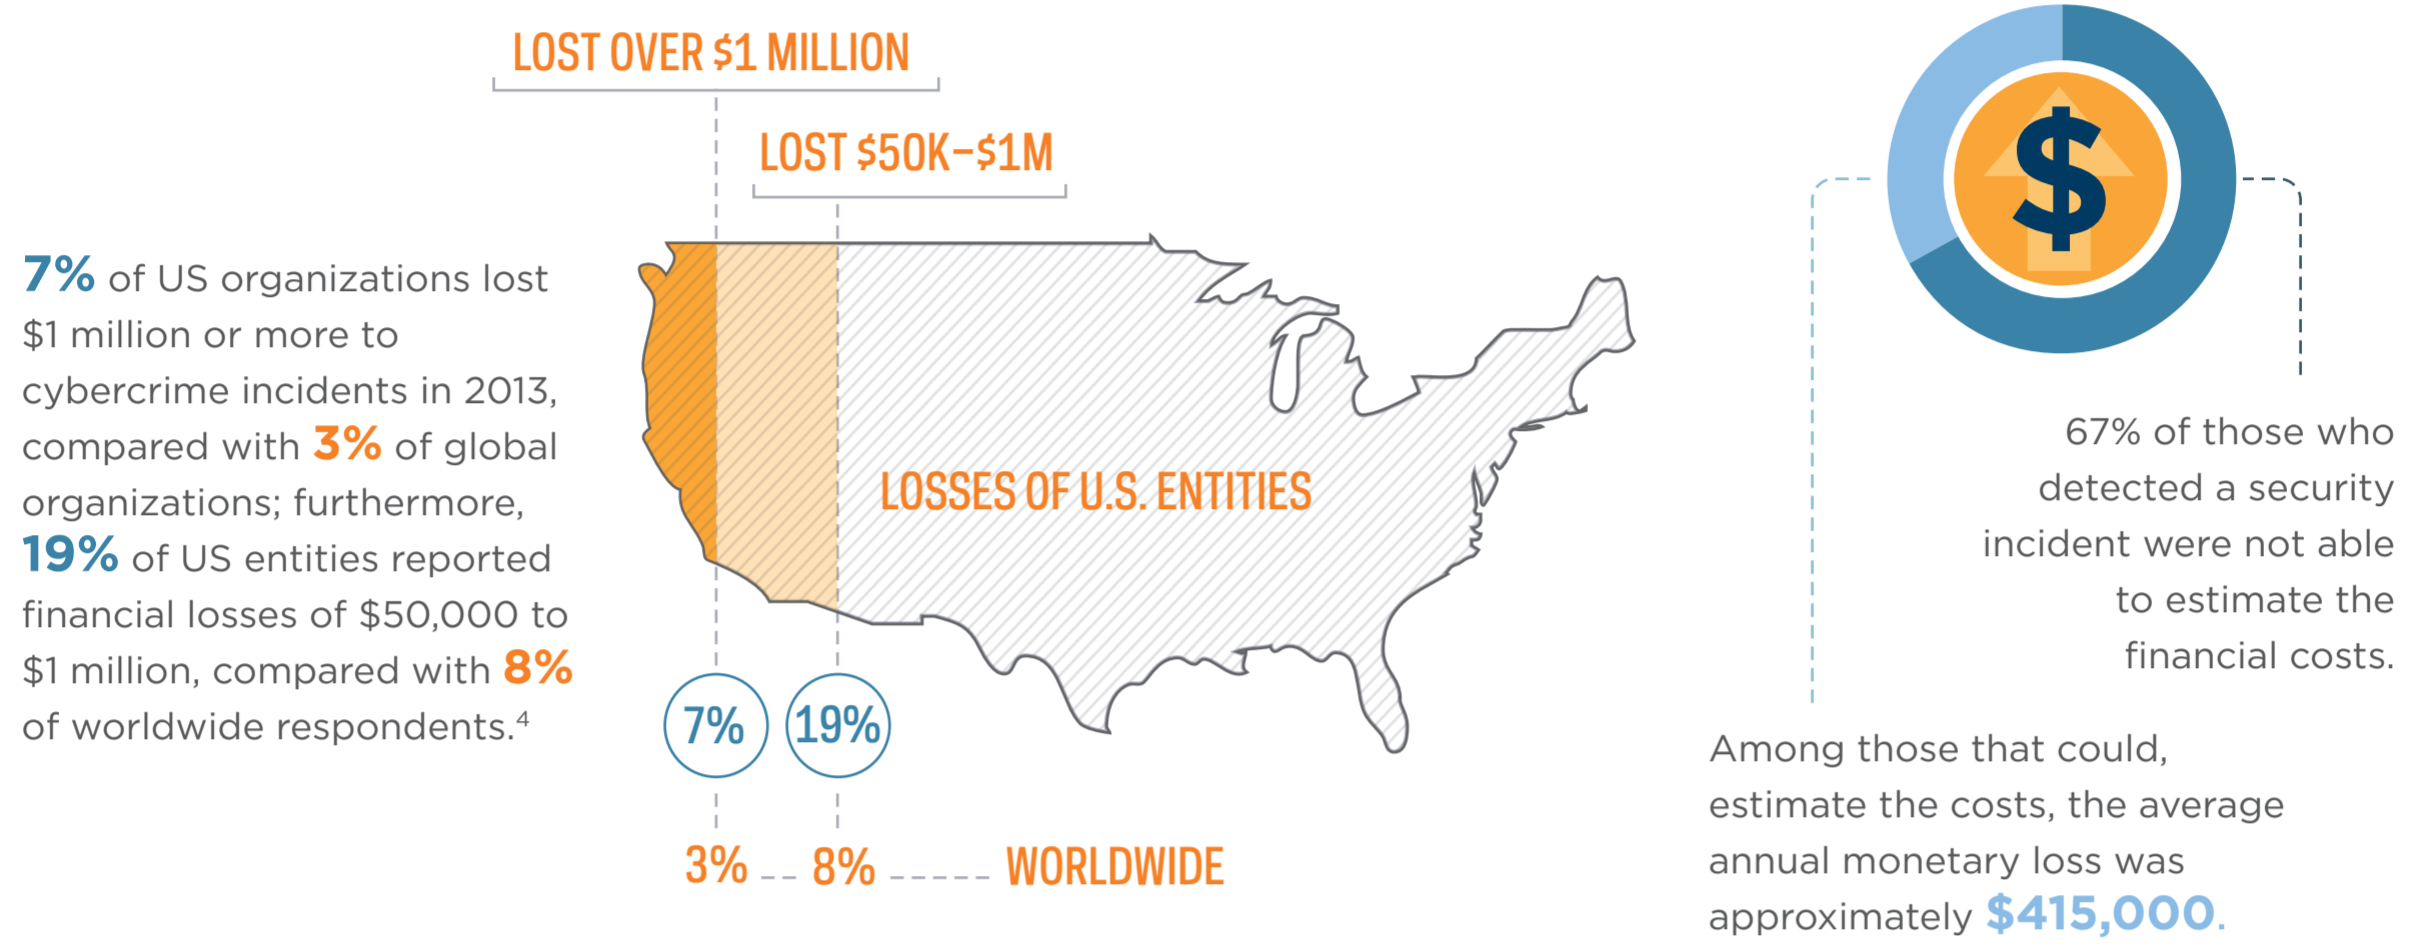 LOST OVER $1 MILLION
LOST $50K–$1M
7% of US organizations lost
$1 million or more to
cybercrime incidents in 2013,
compared with 3% of global
organizations; furthermore,
19% of US entities reported
financial losses of $50,000 to
$1 million, compared with 8%
of worldwide respondents.4
LOSSES OF U.S. ENTITIES
7% 19%
3% 8% WORLDWIDE
$
67% of those who
detected a security
incident were not able
to estimate the
financial costs.
Among those that could,
estimate the costs, the average
annual monetary loss was
approximately $415,000.